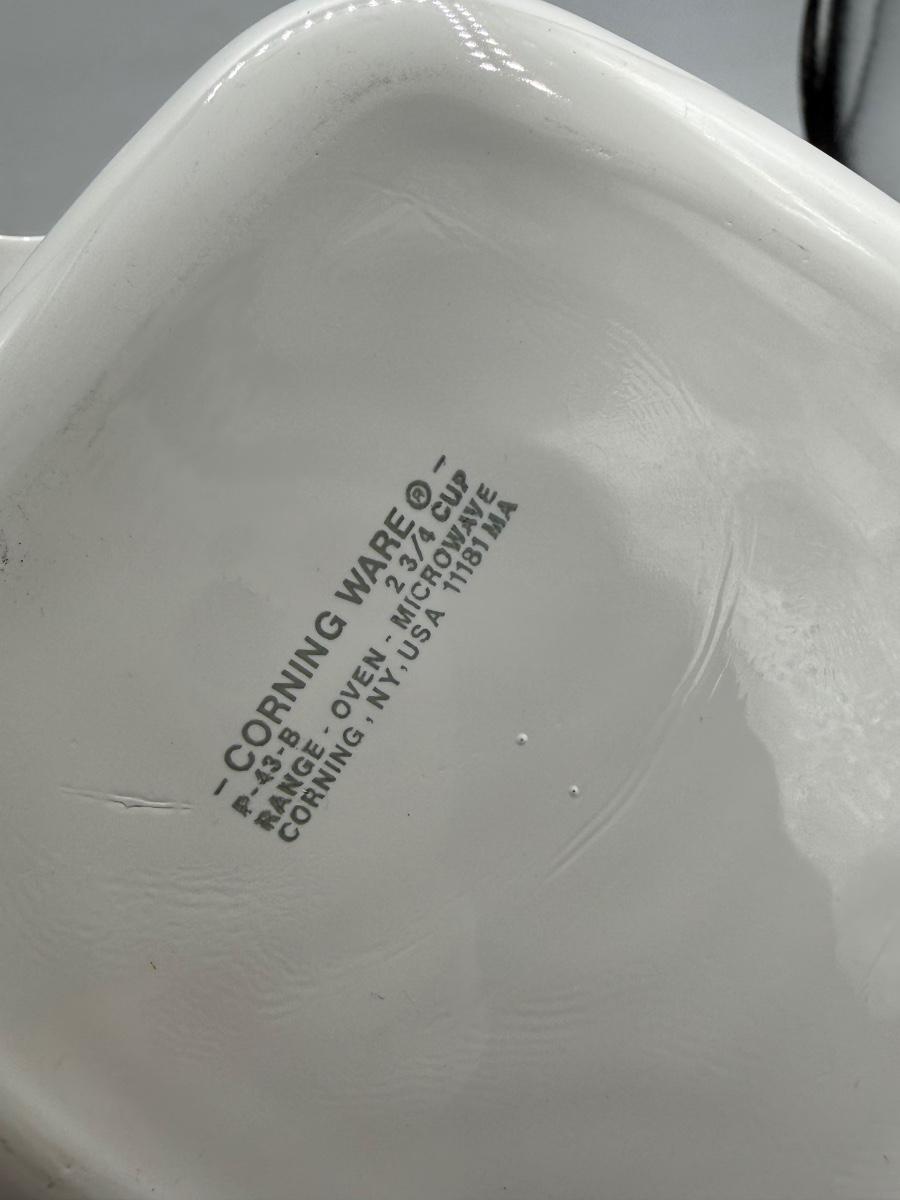 - CORNING WARE ® -
P-43-B 2 3/4 CUP
RANGE - OVEN - MICROWAVE
CORNING, NY, USA 11181 MA